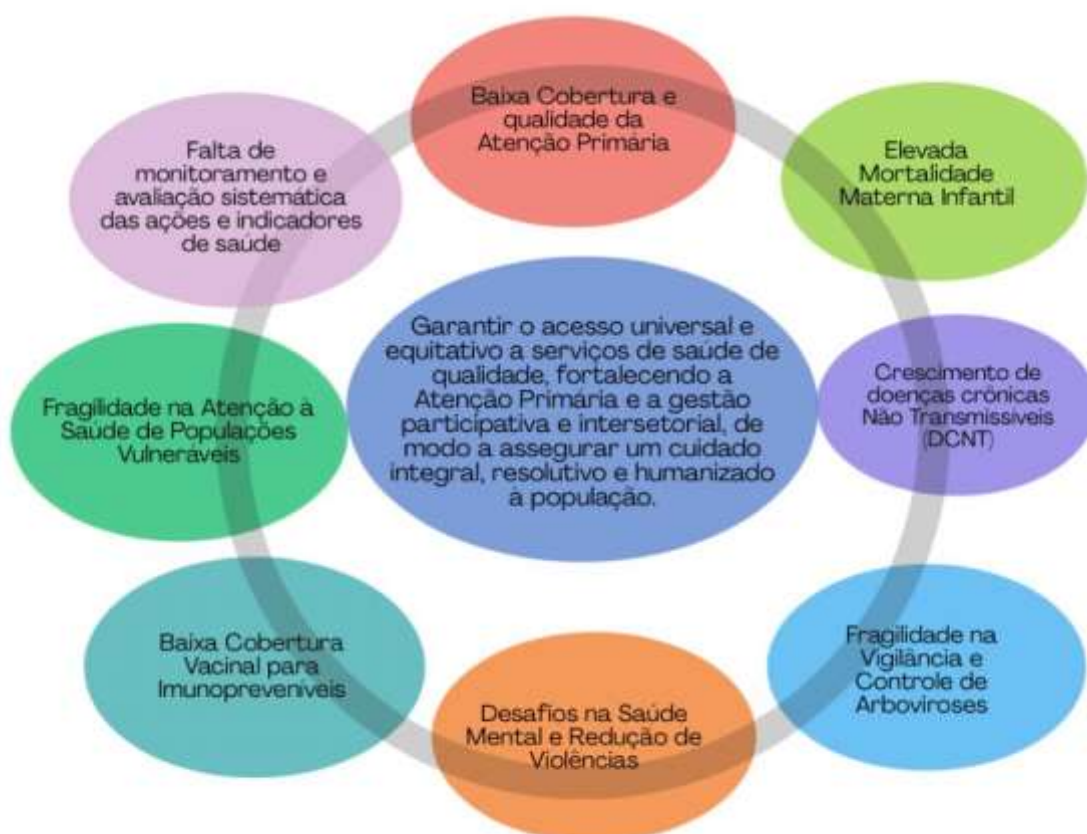 Baixa Cobertura e
qualidade da
Atenção Primária
Elevada
Mortalidade
Materna Infantil
Falta de
monitoramento e
avaliação sistemática
das ações e indicadores
de saúde
Garantir o acesso universal e
equitativo a serviços de saúde de
qualidade, fortalecendo a
Atenção Primária e a gestão
participativa e intersetorial, de
modo a assegurar um cuidado
integral, resolutivo e humanizado
à população.
Crescimento de
doenças crônicas
Não Transmissíveis
(DCNT)
Fragilidade na Atenção à
Saúde de Populações
Vulneráveis
Baixa Cobertura
Vacinal para
Imunopreveníveis
Fragilidade na
Vigilância e
Controle de
Arboviroses
Desafios na Saúde
Mental e Redução de
Violências